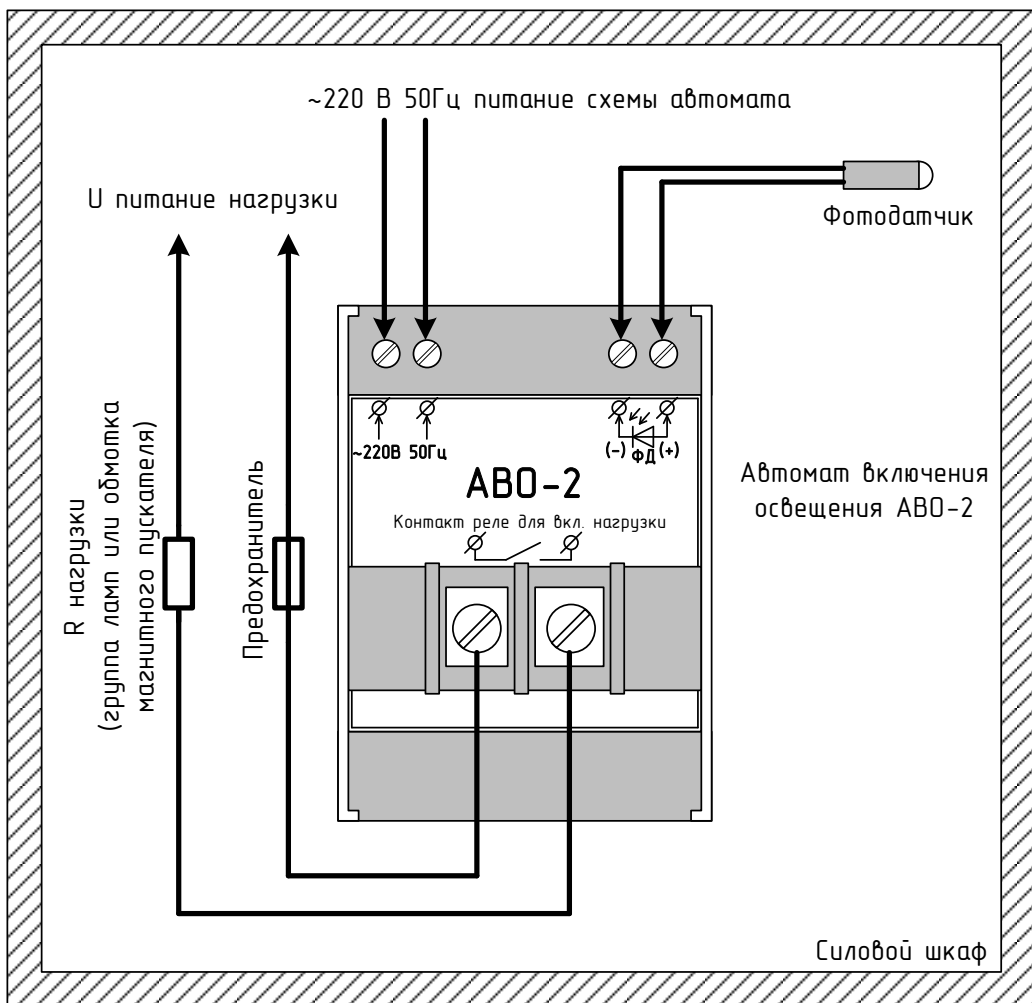 ~220 В 50Гц питание схемы автомата
U питание нагрузки
Фотодатчик
~220В 50Гц
(-) ФД (+)
АВО-2
Контакт реле для вкл. нагрузки
Автомат включения
освещения АВО-2
R нагрузки
(группа ламп или обмотка
магнитного пускателя)
Предохранитель
Силовой шкаф